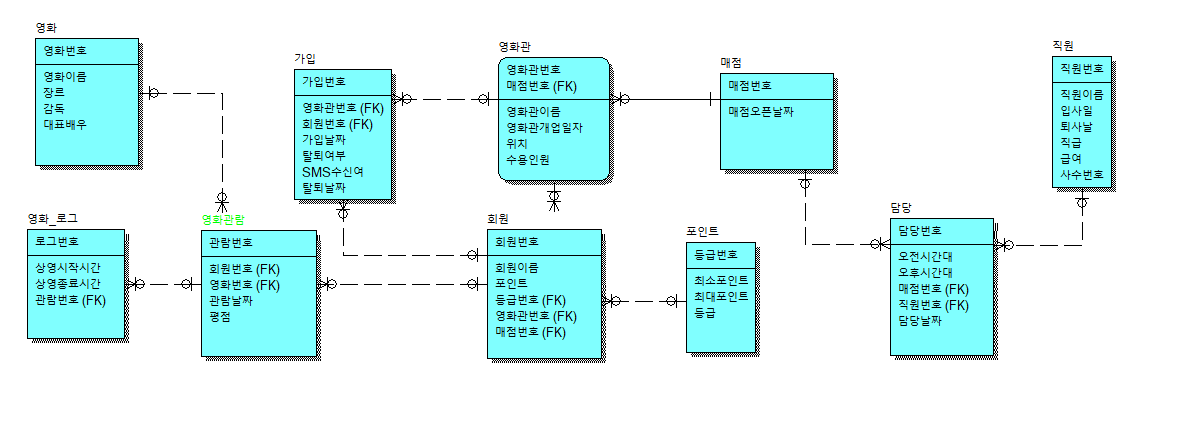 영화
영화번호
영화이름
장르
감독
대표배우
가입
가입번호
영화관번호 (FK)
회원번호 (FK)
가입날짜
탈퇴여부
SMS수신여
탈퇴날짜
영화관
영화관번호
매점번호 (FK)
영화관이름
영화관개업일자
위치
수용인원
매점
매점번호
매점오픈날짜
직원
직원번호
직원이름
입사일
퇴사날
직급
급여
사수번호
영화_로그
로그번호
상영시작시간
상영종료시간
관람번호 (FK)
영화관람
관람번호
회원번호 (FK)
영화번호 (FK)
관람날짜
평점
회원
회원번호
회원이름
포인트
등급번호 (FK)
영화관번호 (FK)
매점번호 (FK)
포인트
등급번호
최소포인트
최대포인트
등급
담당
담당번호
오전시간대
오후시간대
매점번호 (FK)
직원번호 (FK)
담당날짜